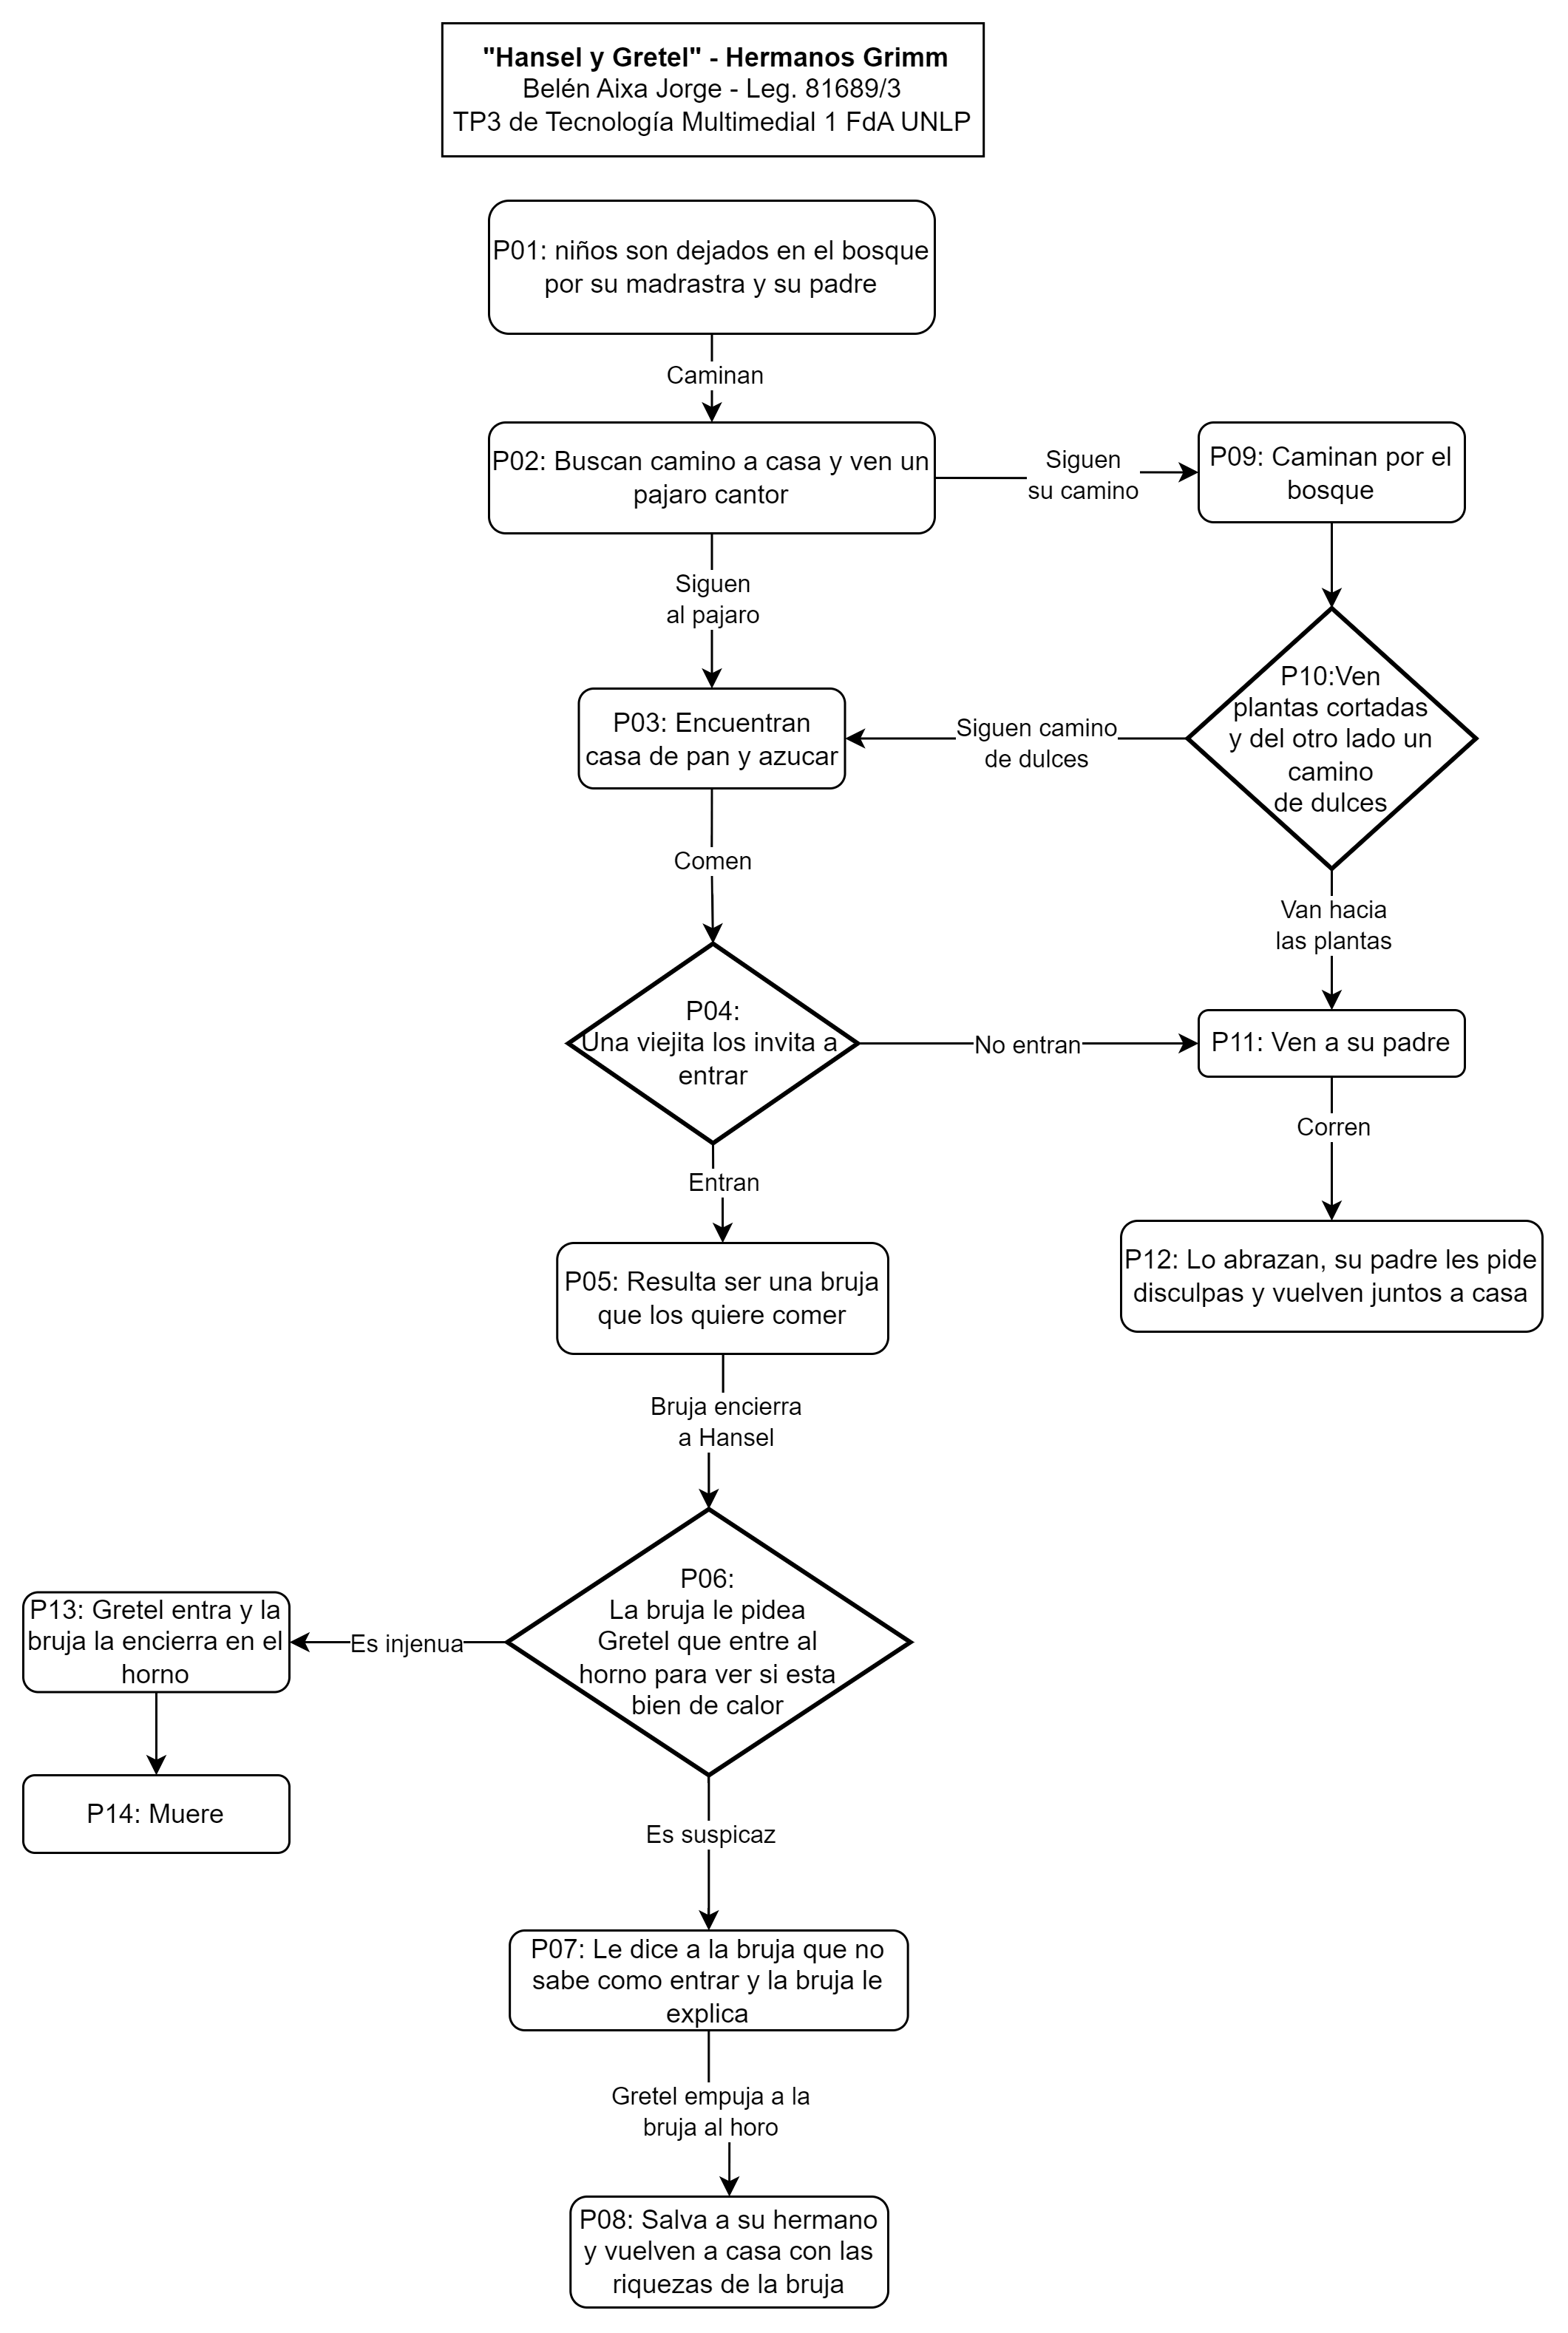 "Hansel y Gretel" - Hermanos Grimm
Belén Aixa Jorge - Leg. 81689/3
TP3 de Tecnología Multimedial 1 FdA UNLP
P01: niños son dejados en el bosque
por su madrastra y su padre
Caminan
P02: Buscan camino a casa y ven un
pajaro cantor
Siguen
su camino
P09: Caminan por el
bosque
Siguen
al pajaro
P03: Encuentran
casa de pan y azucar
Siguen camino
de dulces
P10:Ven
plantas cortadas
y del otro lado un
camino
de dulces
Comen
Van hacia
las plantas
P04:
Una viejita los invita a
entrar
No entran
P11: Ven a su padre
Corren
Entran
P12: Lo abrazan, su padre les pide
disculpas y vuelven juntos a casa
P05: Resulta ser una bruja
que los quiere comer
Bruja encierra
a Hansel
P06:
La bruja le pidea
Gretel que entre al
horno para ver si esta
bien de calor
Es injenua
P13: Gretel entra y la
bruja la encierra en el
horno
P14: Muere
Es suspicaz
P07: Le dice a la bruja que no
sabe como entrar y la bruja le
explica
Gretel empuja a la
bruja al horo
P08: Salva a su hermano
y vuelven a casa con las
riquezas de la bruja